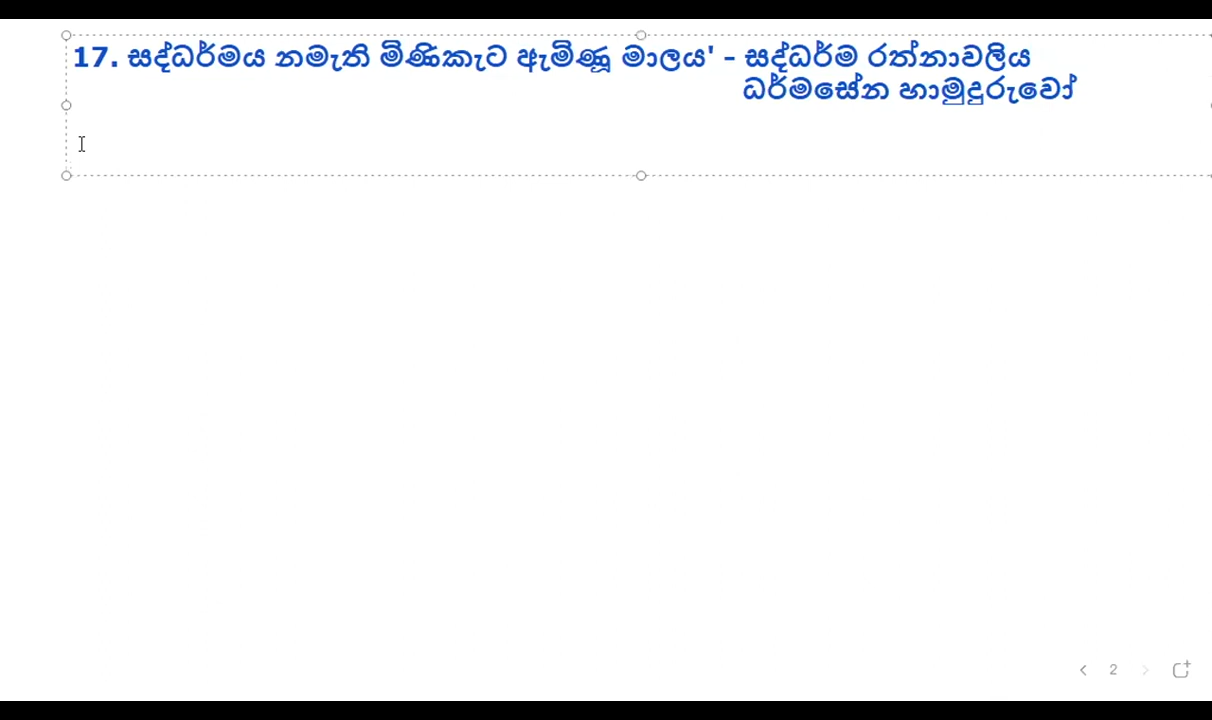 17. සද්ධර්මය නමැති මිණිකැට ඇමිණූ මාලය' - සද්ධර්ම රත්නාවලිය
ධර්මසේන හාමුදුරුවෝ
2